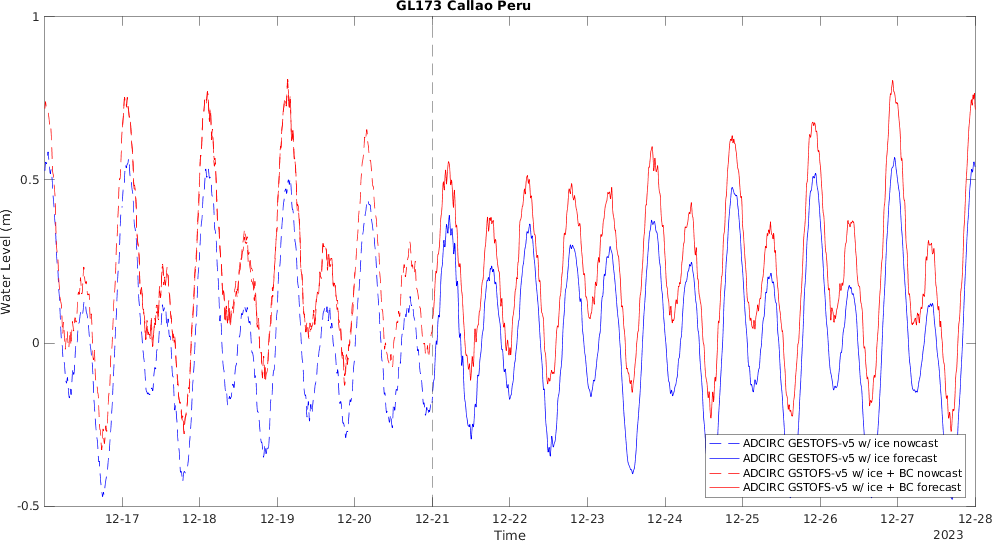 GL173 Callao Peru
1
0.5
0
-0.5
Water Level (m)
12-17 12-18 12-19 12-20 12-21 12-22 12-23 12-24 12-25 12-26 12-27 12-28
Time
2023
ADCIRC GESTOFS-v5 w/ ice nowcast
ADCIRC GESTOFS-v5 w/ ice forecast
ADCIRC GSTOFS-v5 w/ ice + BC nowcast
ADCIRC GSTOFS-v5 w/ ice + BC forecast